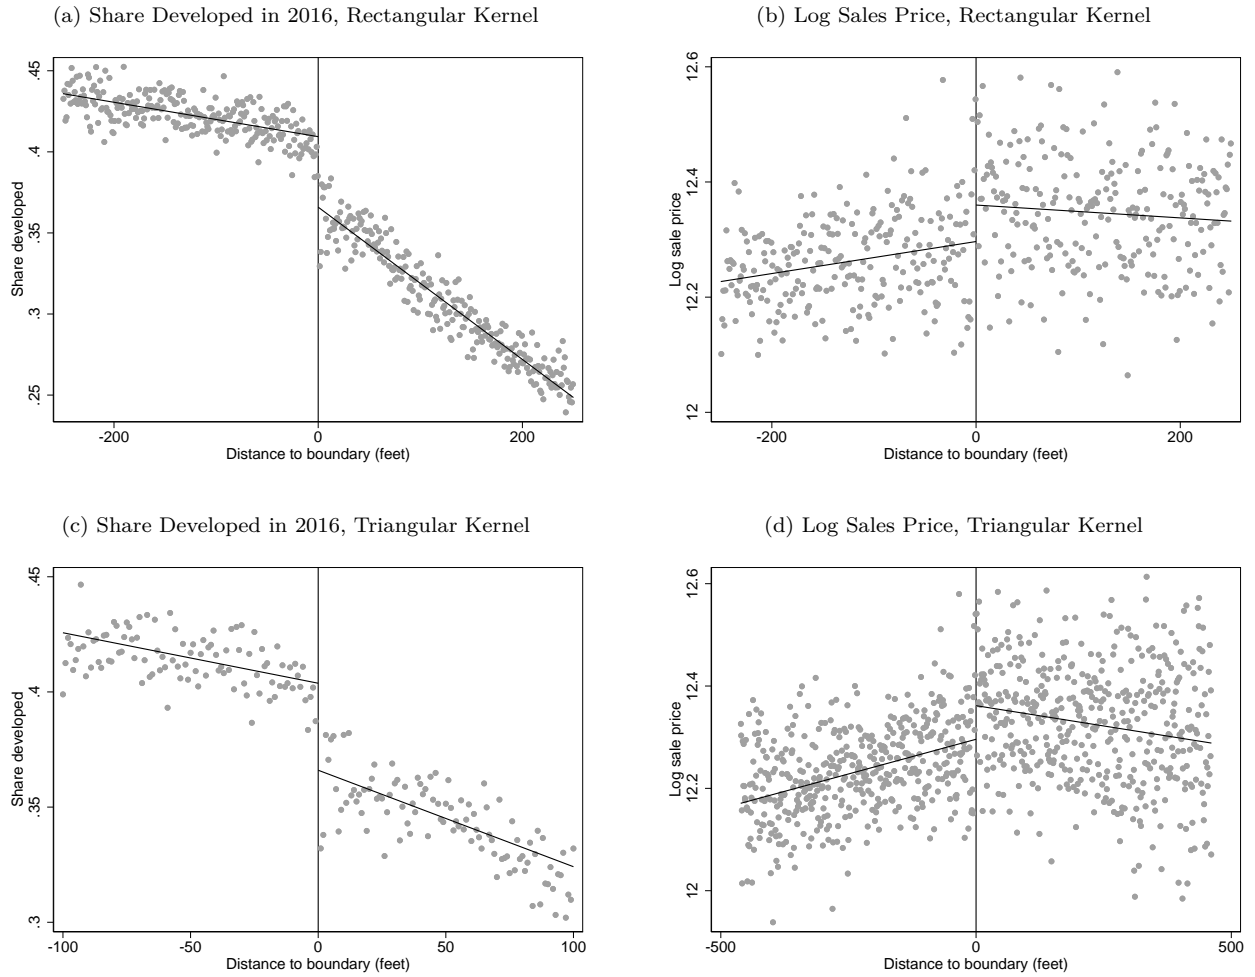 (a) Share Developed in 2016, Rectangular Kernel
.45
.4
.35
.3
.25
Share developed
-200 0 200
Distance to boundary (feet)
(b) Log Sales Price, Rectangular Kernel
12.6
12.4
12.2
12
Log sale price
-200 0 200
Distance to boundary (feet)
(c) Share Developed in 2016, Triangular Kernel
.45
.4
.35
.3
Share developed
-100 -50 0 50 100
Distance to boundary (feet)
(d) Log Sales Price, Triangular Kernel
12.6
12.4
12.2
12
Log sale price
-500 0 500
Distance to boundary (feet)